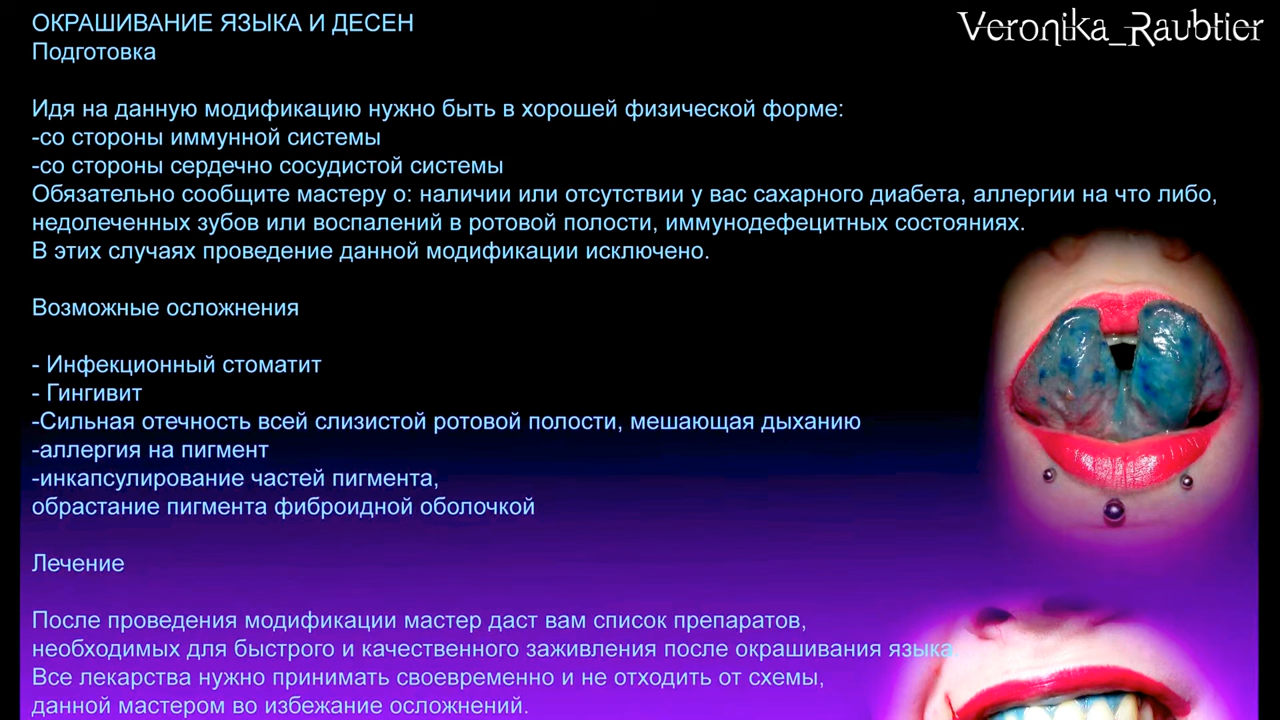 ОКРАШИВАНИЕ ЯЗЫКА И ДЕСЕН
Veronika_Raubtier
Подготовка
Идя на данную модификацию нужно быть в хорошей физической форме:
-со стороны иммунной системы
-со стороны сердечно сосудистой системы
Обязательно сообщите мастеру о: наличии или отсутствии у вас сахарного диабета, аллергии на что либо,
недолеченных зубов или воспалений в ротовой полости, иммунодефецитных состояниях.
В этих случаях проведение данной модификации исключено.
Возможные осложнения
- Инфекционный стоматит
- Гингивит
-Сильная отечность всей слизистой ротовой полости, мешающая дыханию
-аллергия на пигмент
-инкапсулирование частей пигмента,
обрастание пигмента фиброидной оболочкой
Лечение
После проведения модификации мастер даст вам список препаратов,
необходимых для быстрого и качественного заживления после окрашивания языка.
Все лекарства нужно принимать своевременно и не отходить от схемы,
данной мастером во избежание осложнений.